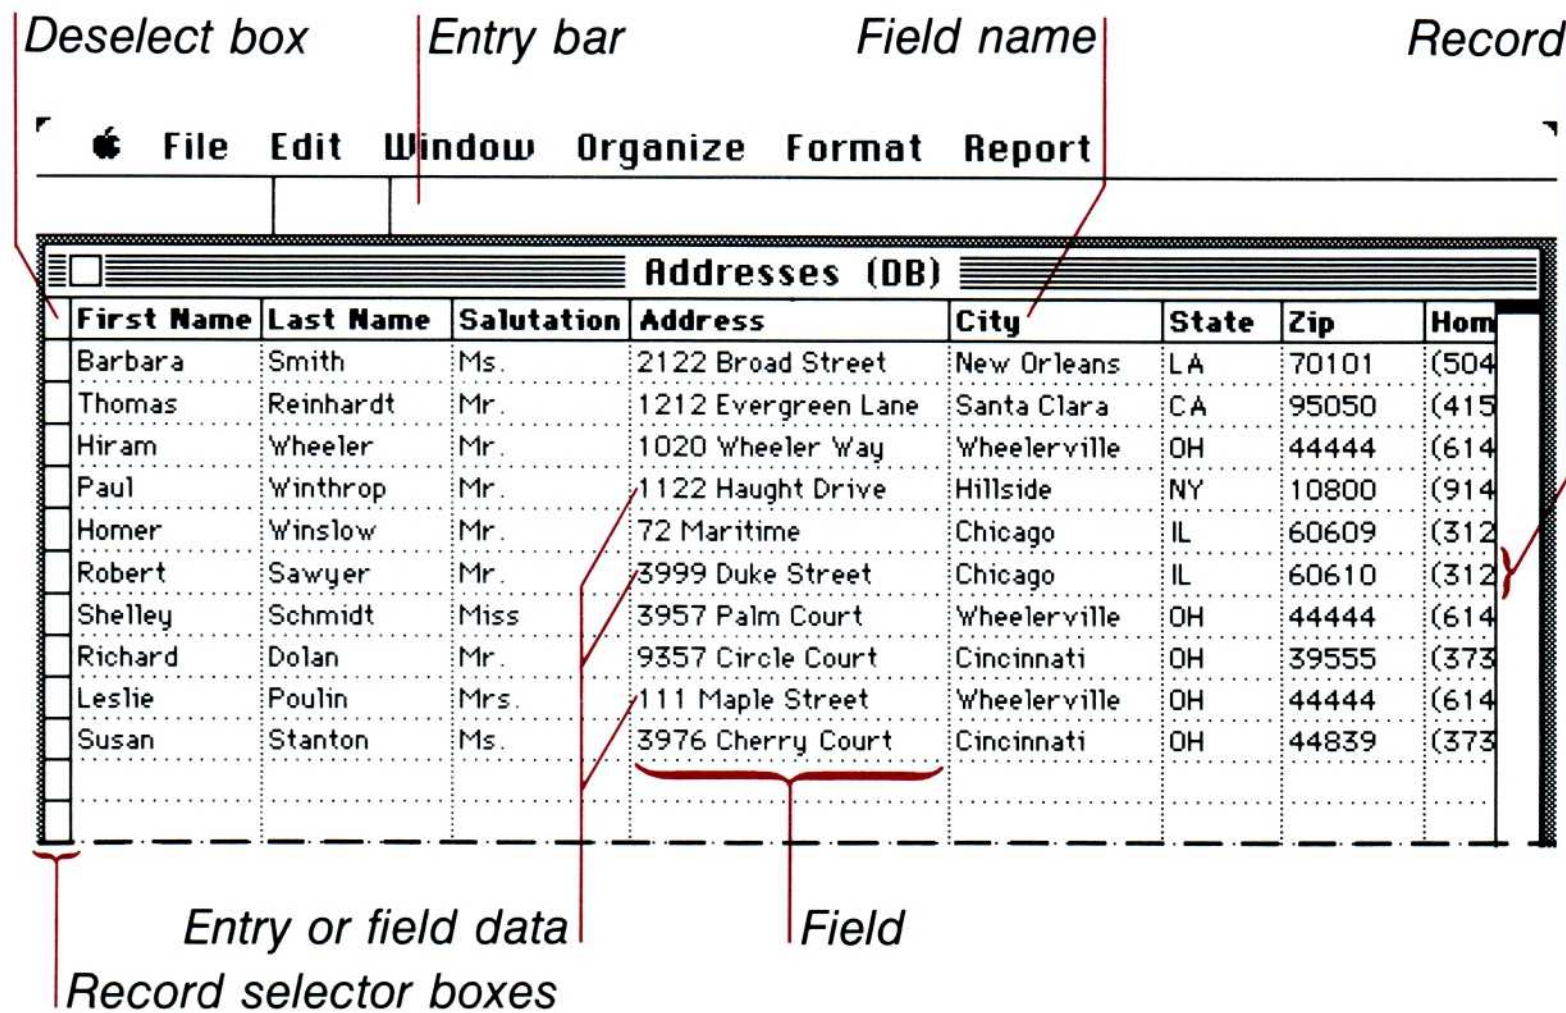 Deselect box Entry bar Field name Record
File Edit Window Organize Format Report
Addresses (DB)
First Name Last Name Salutation Address City State Zip Hom
Barbara Smith Ms. 2122 Broad Street New Orleans LA 70101 (504
Thomas Reinhardt Mr. 1212 Evergreen Lane Santa Clara CA 95050 (415
Hiram Wheeler Mr. 1020 Wheeler Way Wheelerville OH 44444 (614
Paul Winthrop Mr. 1122 Haught Drive Hillside NY 10800 (914
Homer Winslow Mr. 72 Maritime Chicago IL 60609 (312
Robert Sawyer Mr. 3999 Duke Street Chicago IL 60610 (312
Shelley Schmidt Miss 3957 Palm Court Wheelerville OH 44444 (614
Richard Dolan Mr. 9357 Circle Court Cincinnati OH 39555 (373
Leslie Poulin Mrs. 111 Maple Street Wheelerville OH 44444 (614
Susan Stanton Ms. 3976 Cherry Court Cincinnati OH 44839 (373
Entry or field data Field
Record selector boxes